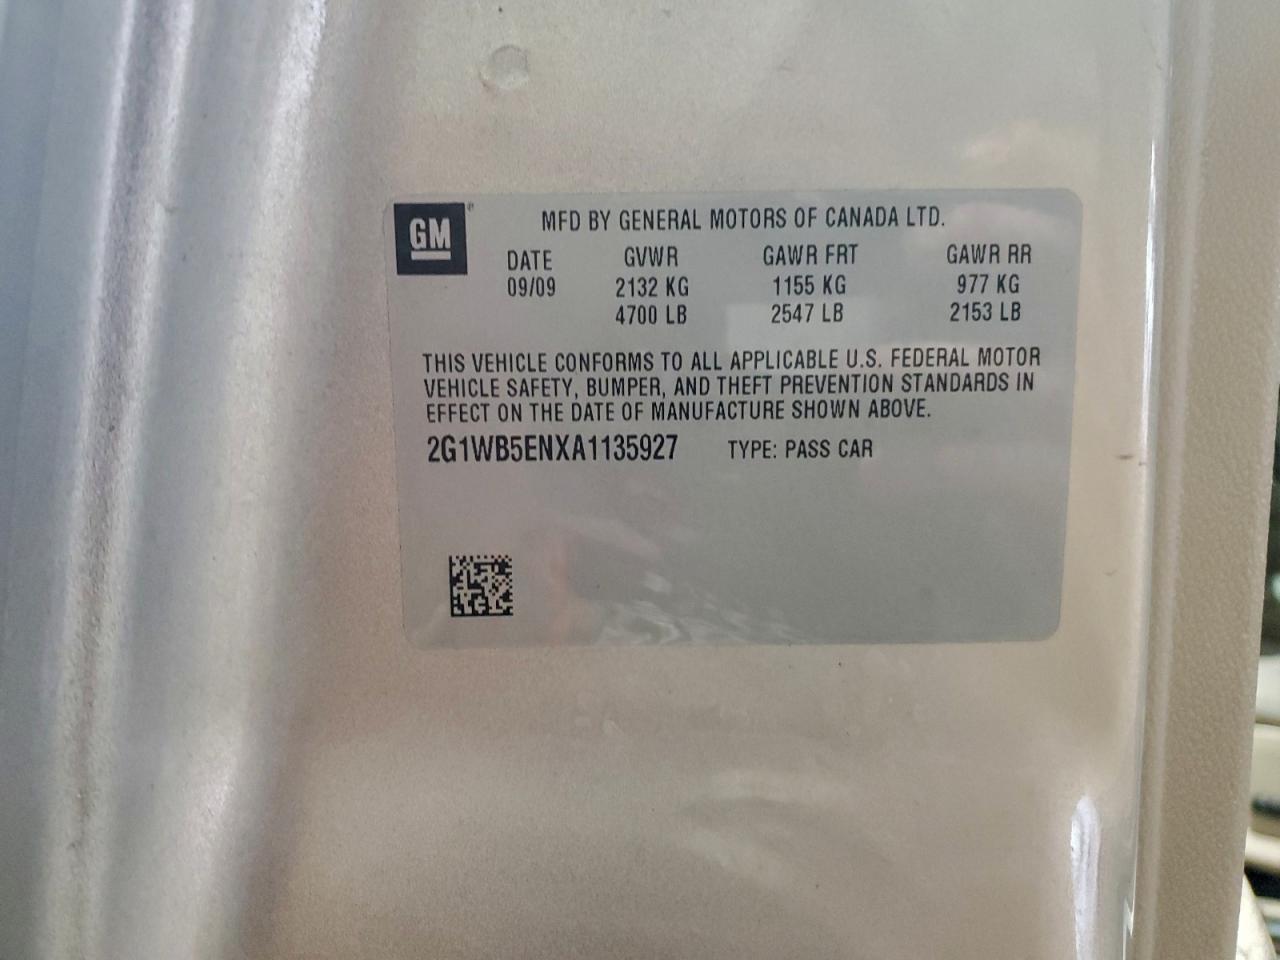 GM
MFD BY GENERAL MOTORS OF CANADA LTD.
DATE GVWR GAWR FRT GAWR RR
09/09 2132 KG 1155 KG 977 KG
4700 LB 2547 LB 2153 LB
THIS VEHICLE CONFORMS TO ALL APPLICABLE U.S. FEDERAL MOTOR
VEHICLE SAFETY, BUMPER, AND THEFT PREVENTION STANDARDS IN
EFFECT ON THE DATE OF MANUFACTURE SHOWN ABOVE.
2G1WB5ENXA1135927 TYPE: PASS CAR